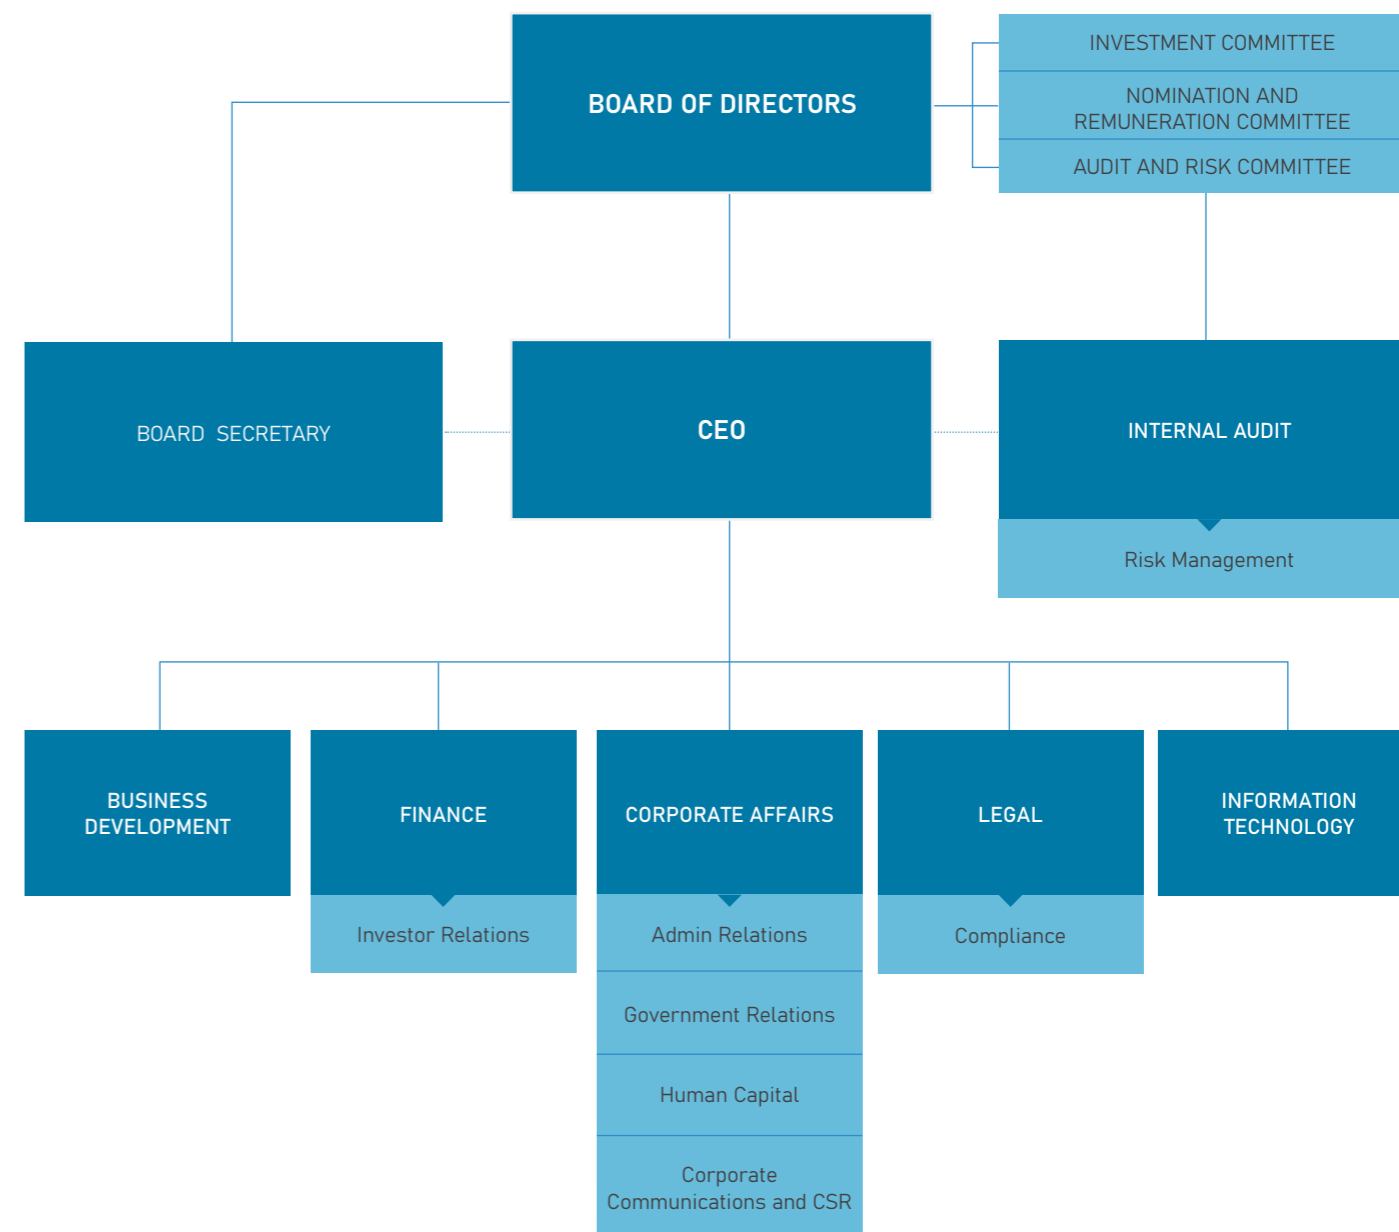 BOARD OF DIRECTORS
INVESTMENT COMMITTEE
NOMINATION AND
REMUNERATION COMMITTEE
AUDIT AND RISK COMMITTEE
BOARD SECRETARY
CEO
INTERNAL AUDIT
Risk Management
BUSINESS
DEVELOPMENT
FINANCE
Investor Relations
CORPORATE AFFAIRS
Admin Relations
Government Relations
Human Capital
Corporate
Communications and CSR
LEGAL
Compliance
INFORMATION
TECHNOLOGY